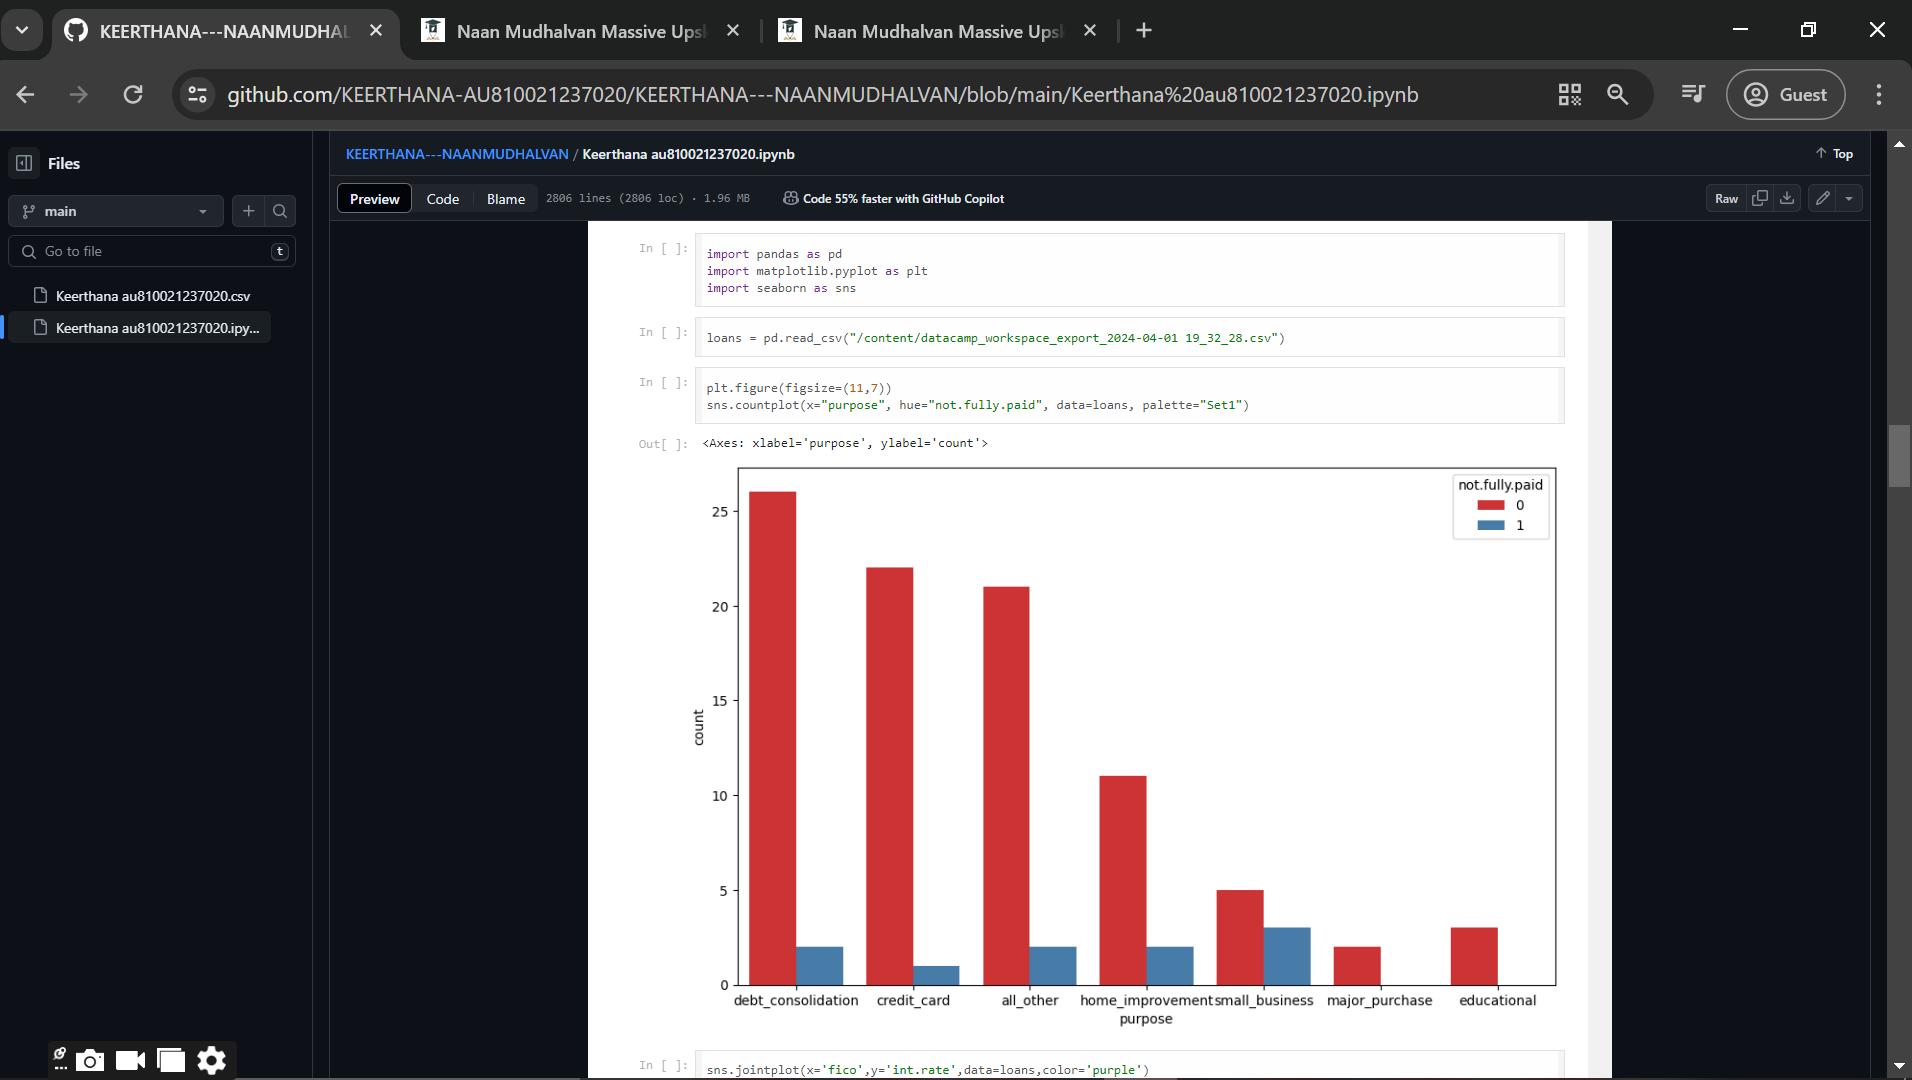 KEERTHANA---NAANMUDHAL
Naan Mudhalvan Massive Ups
Naan Mudhalvan Massive Ups
github.com/KEERTHANA-AU810021237020/KEERTHANA---NAANMUDHALVAN/blob/main/Keerthana%20au810021237020.ipynb
Guest
Files
main
Go to file
t
Keerthana au810021237020.csv
Keerthana au810021237020.ipy...
KEERTHANA---NAANMUDHALVAN / Keerthana au810021237020.ipynb
Top
Preview Code Blame 2806 lines (2806 loc) · 1.96 MB Code 55% faster with GitHub Copilot
Raw
In [ ]:
import pandas as pd
import matplotlib.pyplot as plt
import seaborn as sns
In [ ]:
loans = pd.read_csv("/content/datacamp_workspace_export_2024-04-01 19_32_28.csv")
In [ ]:
plt.figure(figsize=(11,7))
sns.countplot(x="purpose", hue="not.fully.paid", data=loans, palette="Set1")
Out[ ]:
<Axes: xlabel='purpose', ylabel='count'>
not.fully.paid
0
1
25
20
15
10
5
0
count
debt_consolidation credit_card all_other home_improvement small_business major_purchase educational
purpose
In [ ]:
sns.jointplot(x='fico',y='int.rate',data=loans,color='purple')